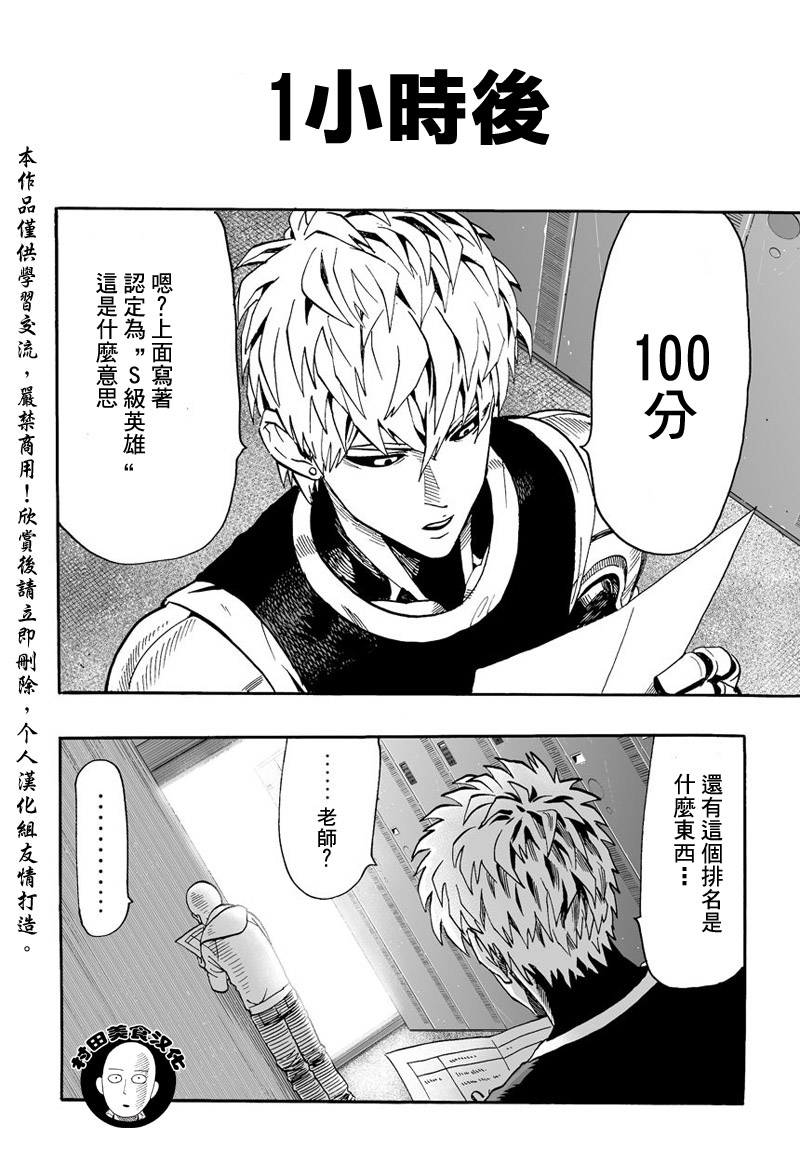 1小時後
100
分
嗯？上面寫著
認定為”S級英雄“
這是什麼意思
還有這個排名是
什麼東西…
…………
老師？
…………
本作品僅供學習交流，嚴禁商用！欣賞後請立即刪除，个人漢化組友情打造。
村田美食汉化